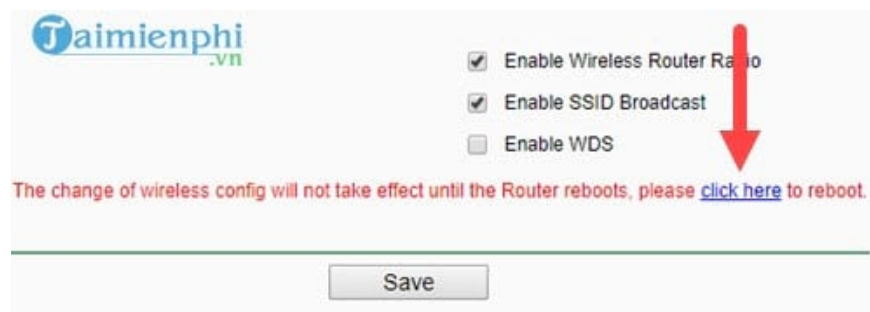 Taimienphi
.vn
Enable Wireless Router Radio
Enable SSID Broadcast
Enable WDS
The change of wireless config will not take effect until the Router reboots, please click here to reboot.
Save